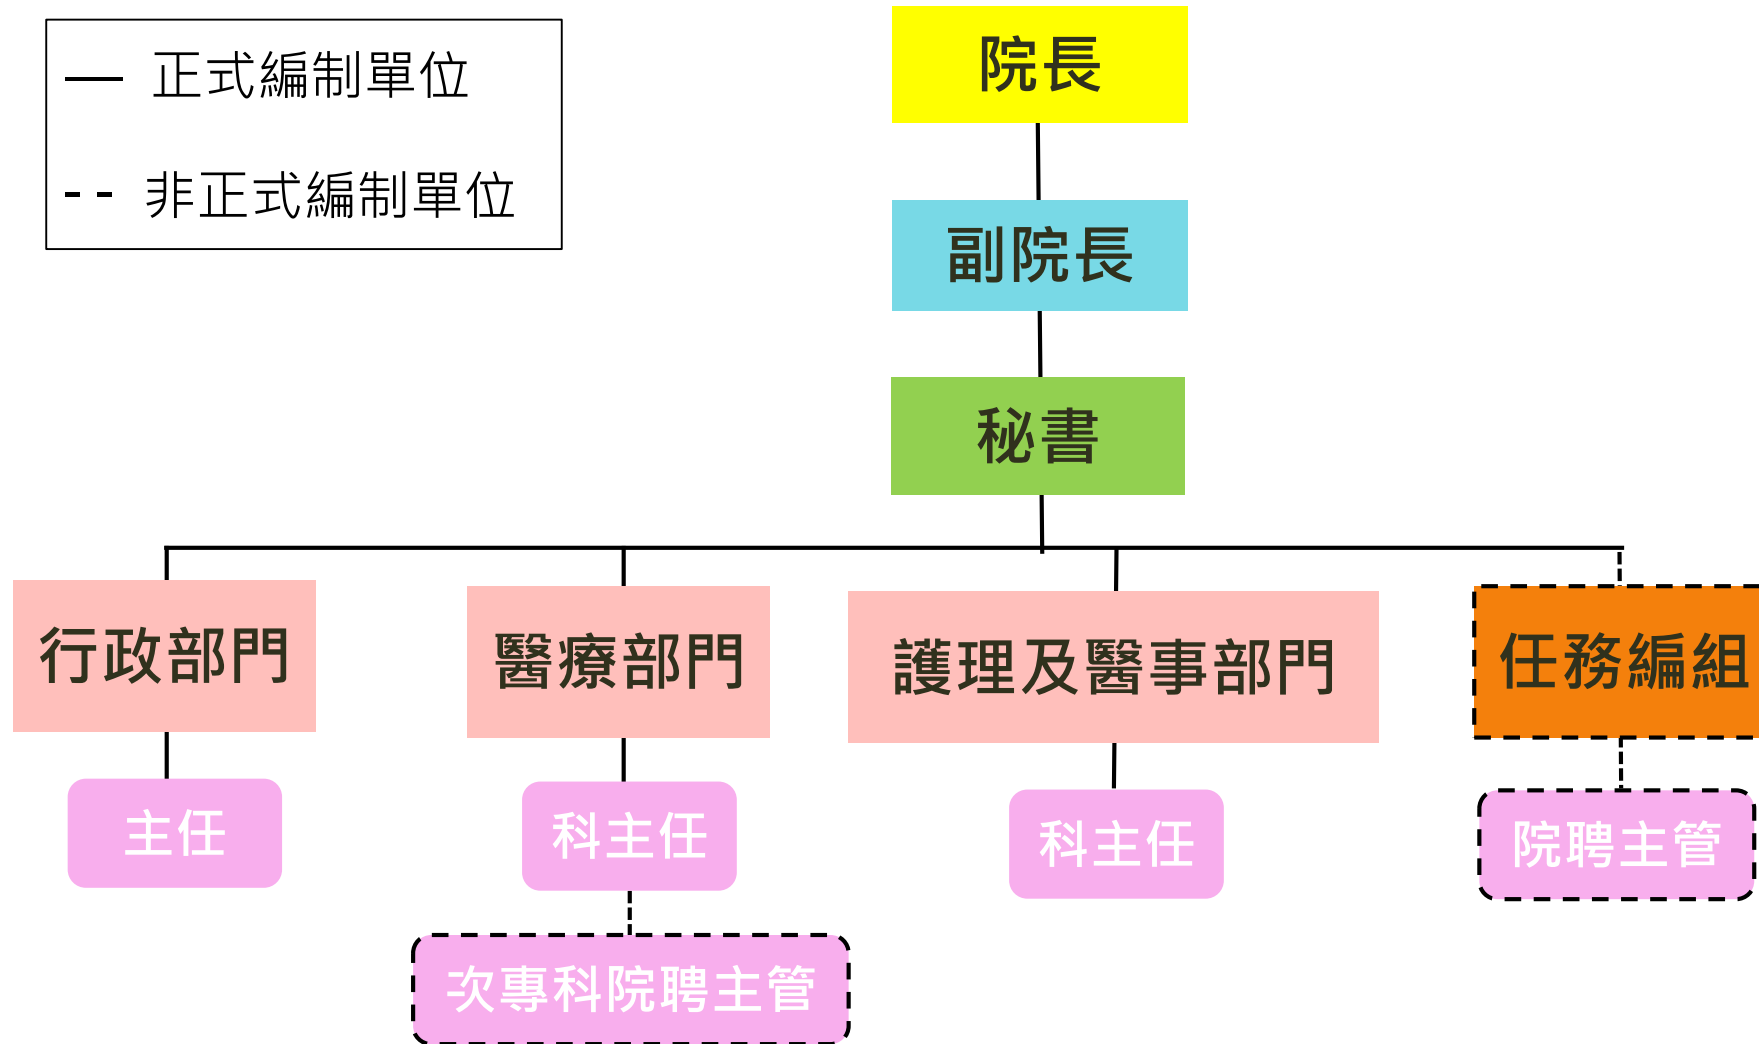 正式編制單位
非正式編制單位
院長
副院長
秘書
行政部門
醫療部門
護理及醫事部門
任務編組
主任
科主任
科主任
院聘主管
次專科院聘主管